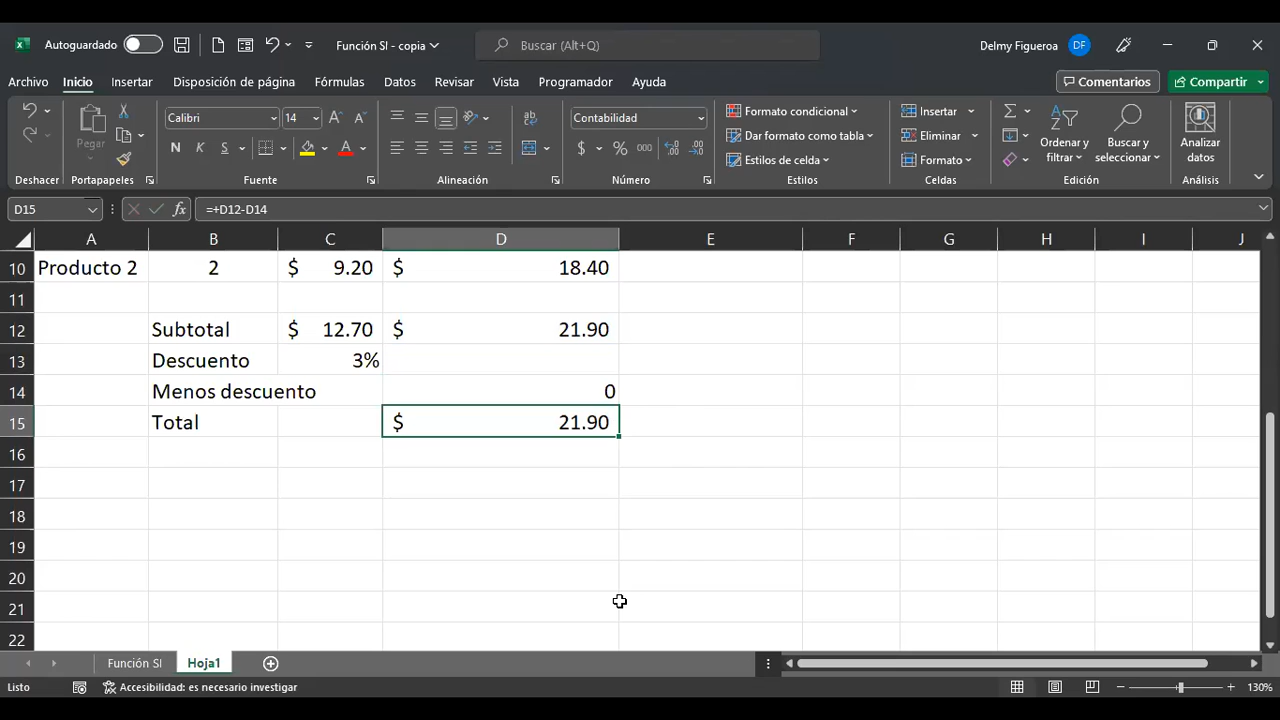 Autoguardado Función SI - copia Buscar (Alt+Q) Delmy Figueroa DF
Archivo Inicio Insertar Disposición de página Fórmulas Datos Revisar Vista Programador Ayuda Comentarios Compartir
Pegar Calibri 14 Contabilidad Formato condicional Insertar Ordenar y filtrar Buscar y seleccionar Analizar datos
N K S A $ % 000 Dar formato como tabla Eliminar
Estilos de celda Formato
Deshacer Portapapeles Fuente Alineación Número Estilos Celdas Edición Análisis
D15 fx =+D12-D14
A B C D E F G H I J
10 Producto 2 2 $ 9.20 $ 18.40
11
12 Subtotal $ 12.70 $ 21.90
13 Descuento 3%
14 Menos descuento 0
15 Total $ 21.90
16
17
18
19
20
21
22
Función SI Hoja1
Listo Accesibilidad: es necesario investigar 130%